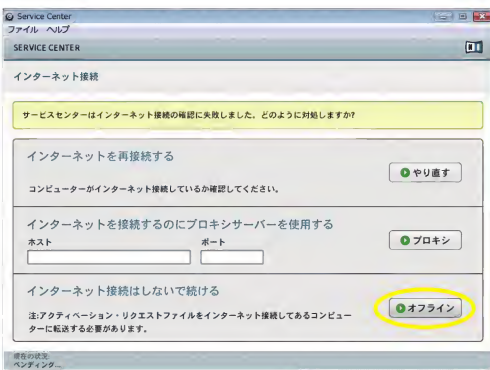 Service Center
ファイル ヘルプ
SERVICE CENTER
インターネット接続
サービスセンターはインターネット接続の確認に失敗しました。どのように対処しますか?
インターネットを再接続する
やり直す
コンピューターがインターネット接続しているか確認してください。
インターネットを接続するのにプロキシサーバーを使用する
ホスト ポート
プロキシ
インターネット接続はしないで続ける
オフライン
注:アクティベーション・リクエストファイルをインターネット接続してあるコンピュー
ターに転送する必要があります。
現在の状況
ペンディング...